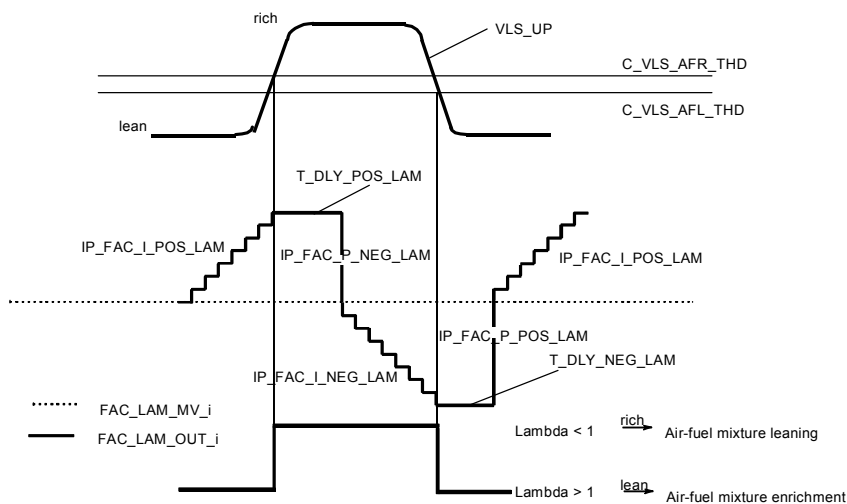 rich
VLS_UP
C_VLS_AFR_THD
C_VLS_AFL_THD
lean
T_DLY_POS_LAM
IP_FAC_I_POS_LAM
IP_FAC_P_NEG_LAM
IP_FAC_I_POS_LAM
IP_FAC_P_POS_LAM
T_DLY_NEG_LAM
IP_FAC_I_NEG_LAM
FAC_LAM_MV_i
FAC_LAM_OUT_i
Lambda < 1 rich Air-fuel mixture leaning
Lambda > 1 lean Air-fuel mixture enrichment